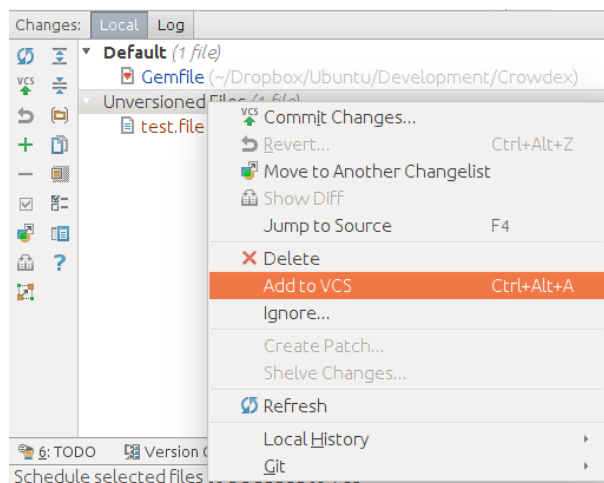 Changes: Local Log
Default (1 file)
Gemfile (~/Dropbox/Ubuntu/Development/Crowdex)
Unversioned Files (1 file)
test.file
VCS
VCS Commit Changes...
Revert... Ctrl+Alt+Z
Move to Another Changelist
Show Diff
Jump to Source F4
Delete
Add to VCS Ctrl+Alt+A
Ignore...
Create Patch...
Shelve Changes...
Refresh
Local History
Git
6: TODO Version
Schedule selected files